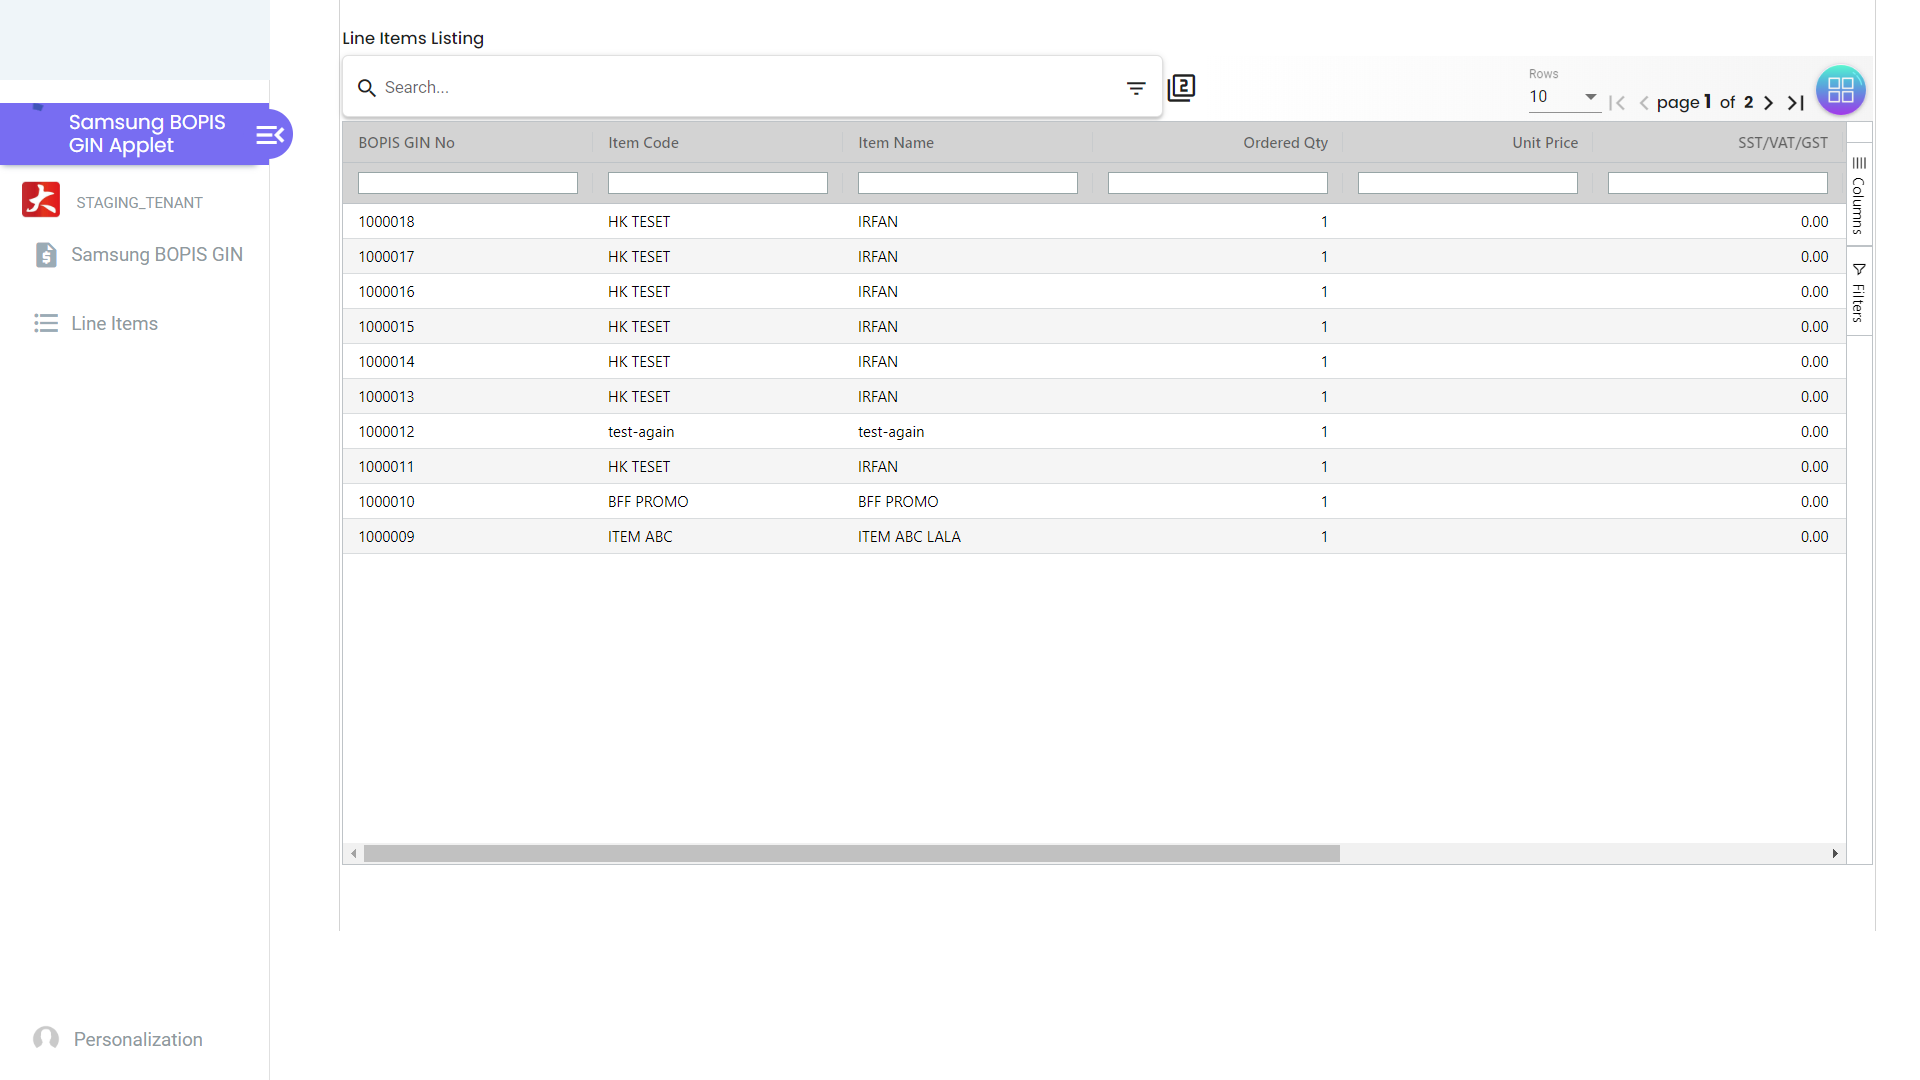 Line Items Listing
Search...
2
Rows
10
page 1 of 2
Samsung BOPIS
GIN Applet
STAGING_TENANT
Samsung BOPIS GIN
Line Items
Personalization
BOPIS GIN No Item Code Item Name Ordered Qty Unit Price SST/VAT/GST
1000018 HK TESET IRFAN 1 0.00
1000017 HK TESET IRFAN 1 0.00
1000016 HK TESET IRFAN 1 0.00
1000015 HK TESET IRFAN 1 0.00
1000014 HK TESET IRFAN 1 0.00
1000013 HK TESET IRFAN 1 0.00
1000012 test-again test-again 1 0.00
1000011 HK TESET IRFAN 1 0.00
1000010 BFF PROMO BFF PROMO 1 0.00
1000009 ITEM ABC ITEM ABC LALA 1 0.00
Columns
Filters